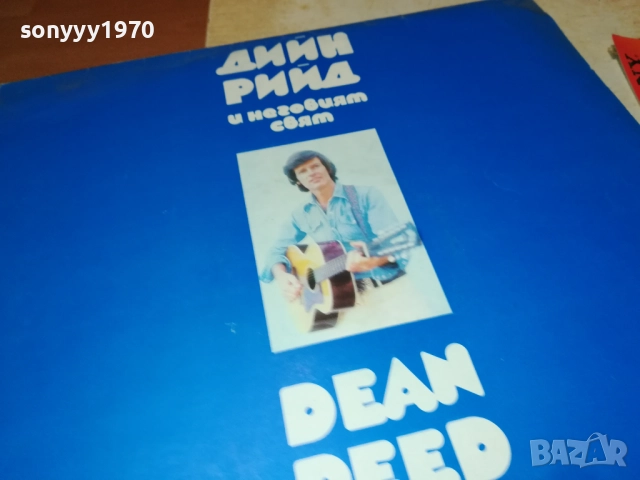 sonyyy1970
ДИЙН
РИЙД
и неговият
свят
DEAN
REED
BAZAR